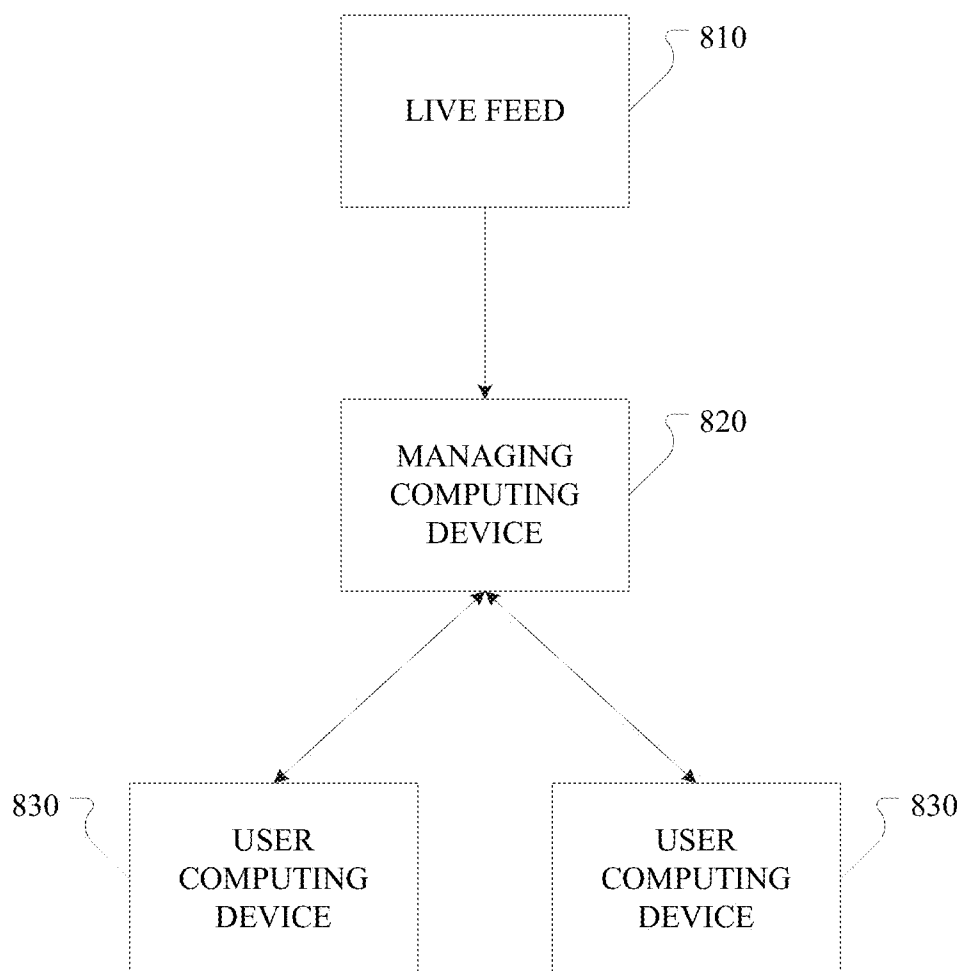 810
LIVE FEED
820
MANAGING
COMPUTING
DEVICE
830
USER
COMPUTING
DEVICE
830
USER
COMPUTING
DEVICE